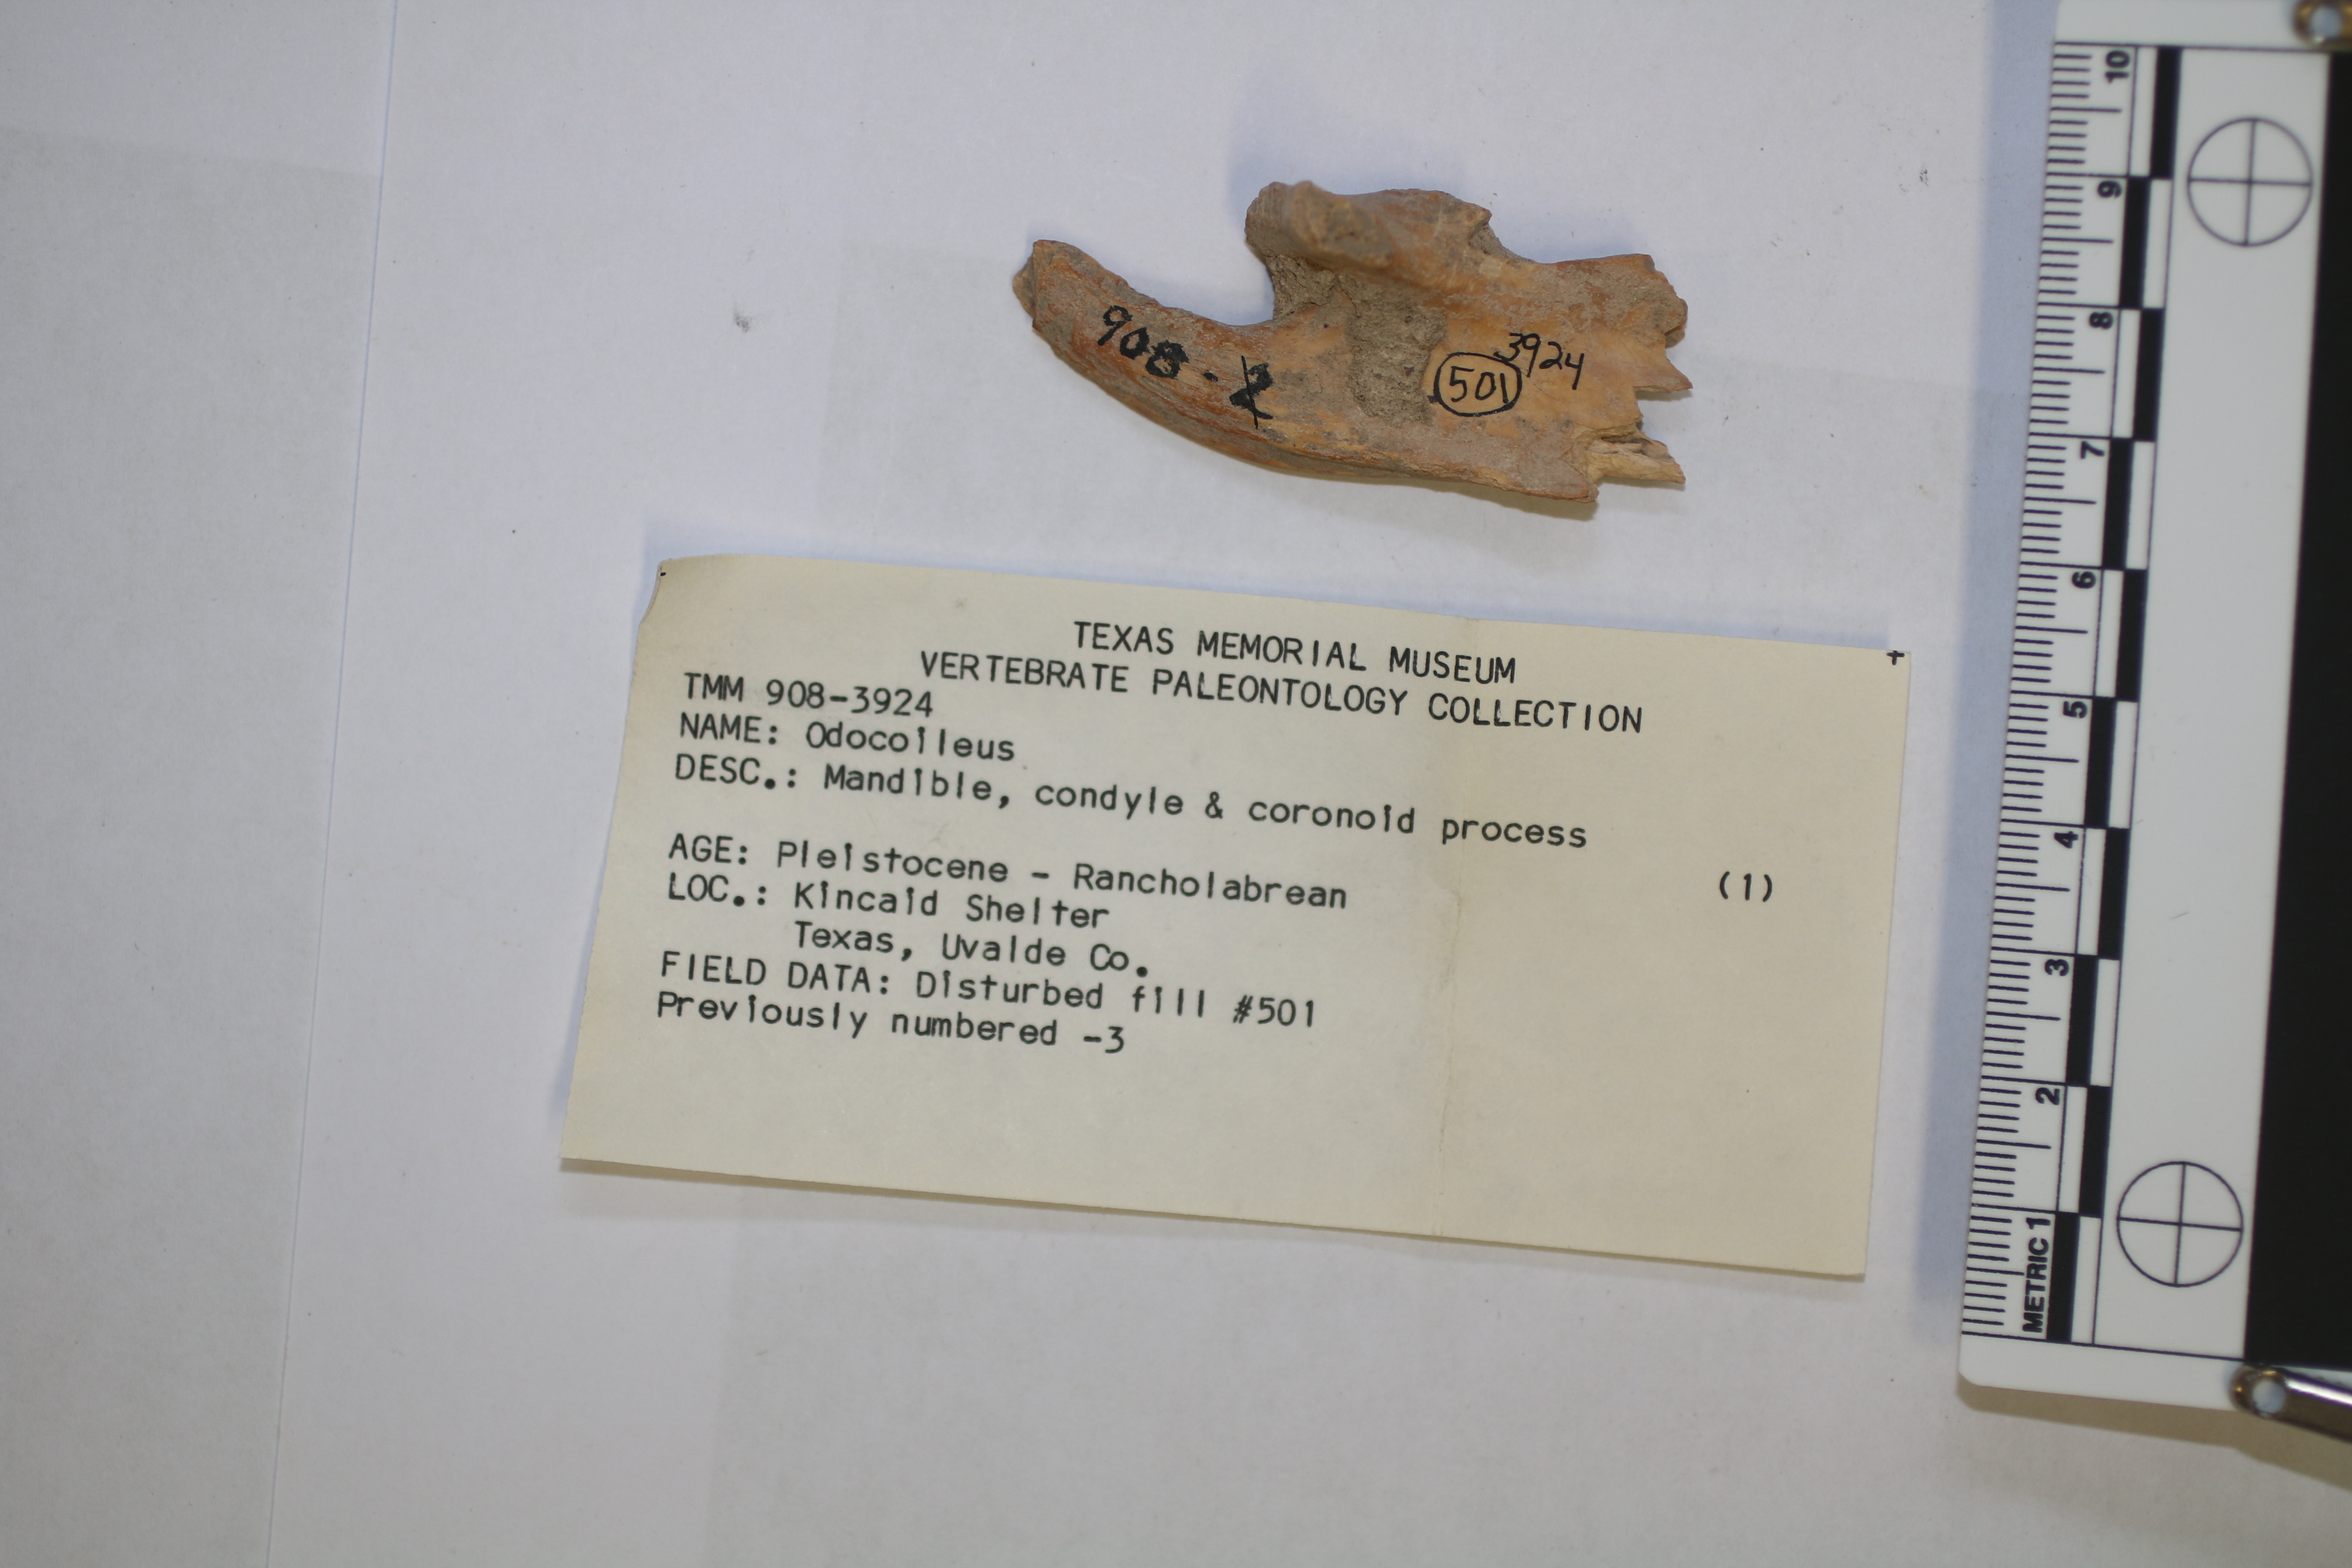 908-
3924
501
TEXAS MEMORIAL MUSEUM
VERTEBRATE PALEONTOLOGY COLLECTION
TMM 908-3924
NAME: Odocoileus
DESC.: Mandible, condyle & coronoid process
(1)
AGE: Pleistocene - Rancholabrean
LOC.: Kincaid Shelter
Texas, Uvalde Co.
FIELD DATA: Disturbed fill #501
Previously numbered -3
10
9
8
7
6
5
4
3
2
METRIC 1